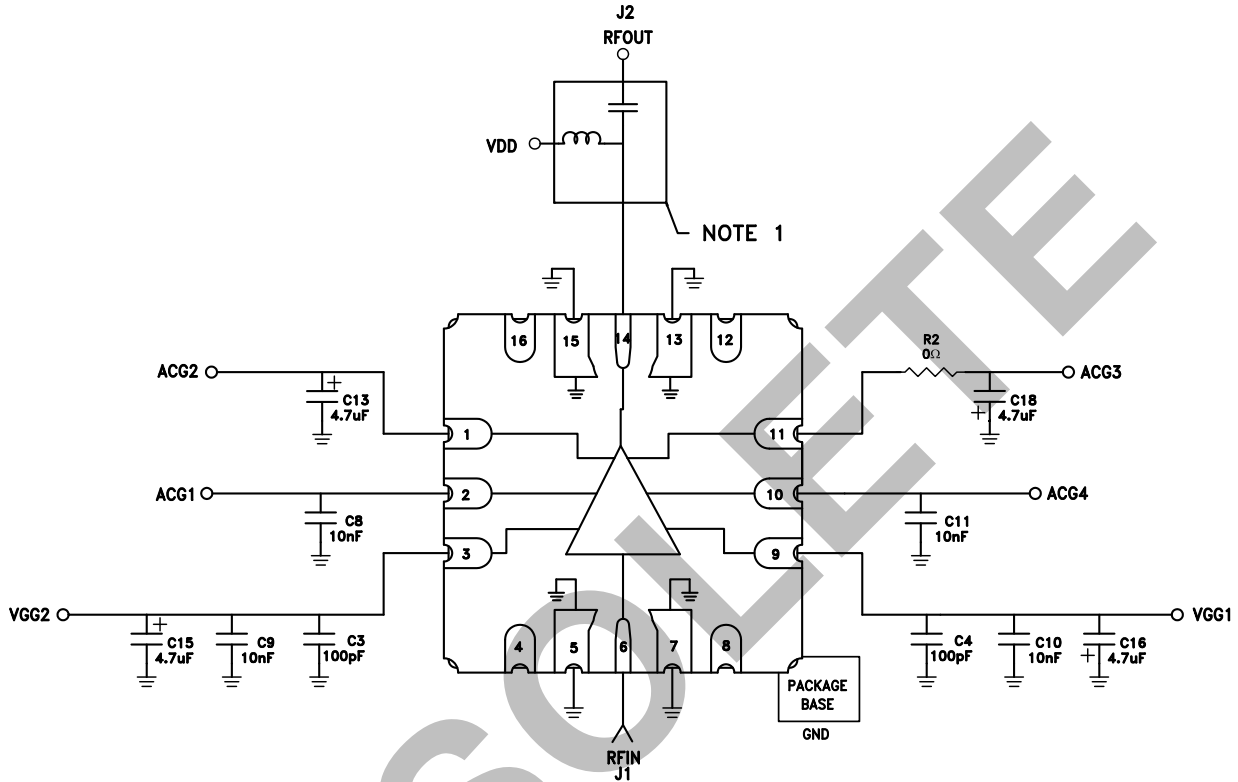 J2
RFOUT
VDD
NOTE 1
16
15
14
13
12
R2
0Ω
ACG2
ACG3
+
C13
4.7uF
C18
+
4.7uF
1
11
ACG1
2
10
ACG4
C8
10nF
C11
10nF
3
9
VGG2
VGG1
+
C15
4.7uF
C9
10nF
C3
100pF
4
5
6
7
8
C4
100pF
C10
10nF
C16
+
4.7uF
PACKAGE
BASE
GND
RFIN
J1
SOLETE